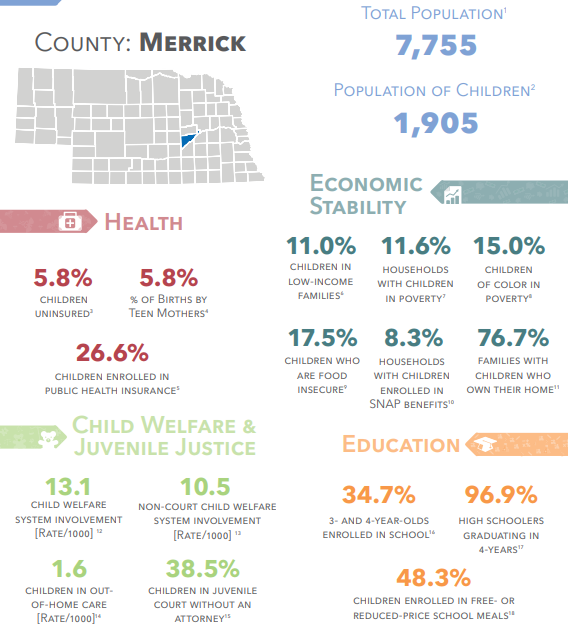 COUNTY: MERRICK
TOTAL POPULATION¹
7,755
POPULATION OF CHILDREN²
1,905
HEALTH
5.8%
CHILDREN
UNINSURED³
5.8%
% OF BIRTHS BY
TEEN MOTHERS⁴
26.6%
CHILDREN ENROLLED IN
PUBLIC HEALTH INSURANCE⁵
ECONOMIC
STABILITY
11.0%
CHILDREN IN
LOW-INCOME
FAMILIES⁶
11.6%
HOUSEHOLDS
WITH CHILDREN
IN POVERTY⁷
15.0%
CHILDREN
OF COLOR IN
POVERTY⁸
17.5%
CHILDREN WHO
ARE FOOD
INSECURE⁹
8.3%
HOUSEHOLDS
WITH CHILDREN
ENROLLED IN
SNAP BENEFITS¹⁰
76.7%
FAMILIES WITH
CHILDREN WHO
OWN THEIR HOME¹¹
CHILD WELFARE &
JUVENILE JUSTICE
13.1
CHILD WELFARE
SYSTEM INVOLVEMENT
[RATE/1000] ¹²
10.5
NON-COURT CHILD WELFARE
SYSTEM INVOLVEMENT
[RATE/1000] ¹³
1.6
CHILDREN IN OUT-
OF-HOME CARE
[RATE/1000]¹⁴
38.5%
CHILDREN IN JUVENILE
COURT WITHOUT AN
ATTORNEY¹⁵
EDUCATION
34.7%
3- AND 4-YEAR-OLDS
ENROLLED IN SCHOOL¹⁶
96.9%
HIGH SCHOOLERS
GRADUATING IN
4-YEARS¹⁷
48.3%
CHILDREN ENROLLED IN FREE- OR
REDUCED-PRICE SCHOOL MEALS¹⁸